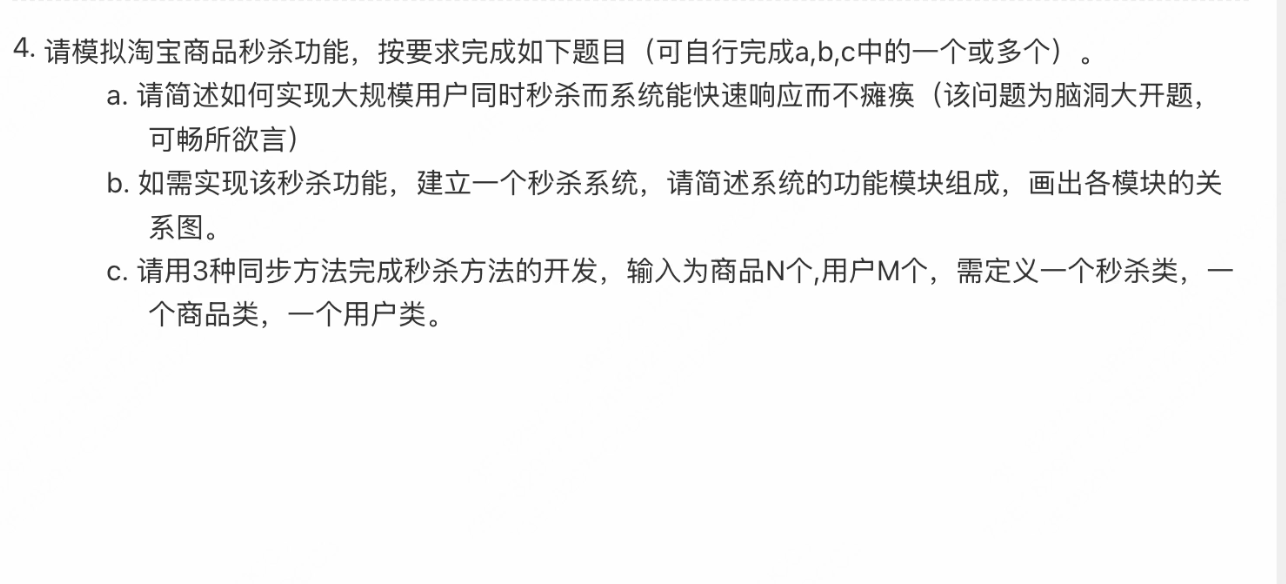 4. 请模拟淘宝商品秒杀功能，按要求完成如下题目（可自行完成a,b,c中的一个或多个）。
a. 请简述如何实现大规模用户同时秒杀而系统能快速响应而不瘫痪（该问题为脑洞大开题，
可畅所欲言）
b. 如需实现该秒杀功能，建立一个秒杀系统，请简述系统的功能模块组成，画出各模块的关
系图。
c. 请用3种同步方法完成秒杀方法的开发，输入为商品N个,用户M个，需定义一个秒杀类，一
个商品类，一个用户类。